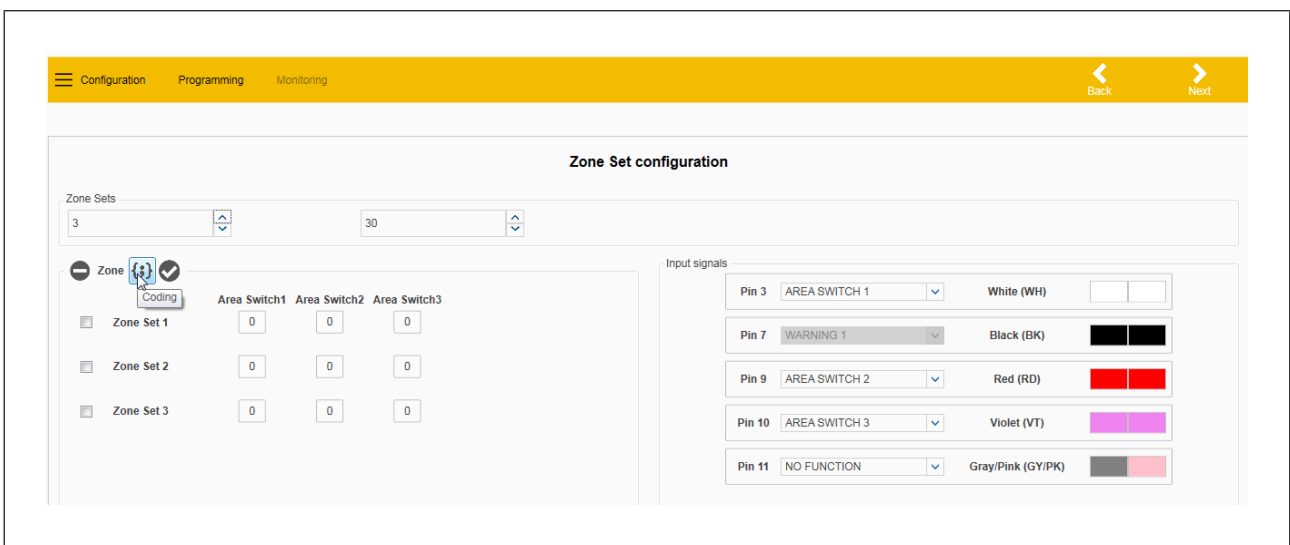 Configuration Programming Monitoring Back Next
Zone Set configuration
Zone Sets
3 30
Zone {;}
Coding
Area Switch1 Area Switch2 Area Switch3
Zone Set 1 0 0 0
Zone Set 2 0 0 0
Zone Set 3 0 0 0
Input signals
Pin 3 AREA SWITCH 1 White (WH)
Pin 7 WARNING 1 Black (BK)
Pin 9 AREA SWITCH 2 Red (RD)
Pin 10 AREA SWITCH 3 Violet (VT)
Pin 11 NO FUNCTION Gray/Pink (GY/PK)